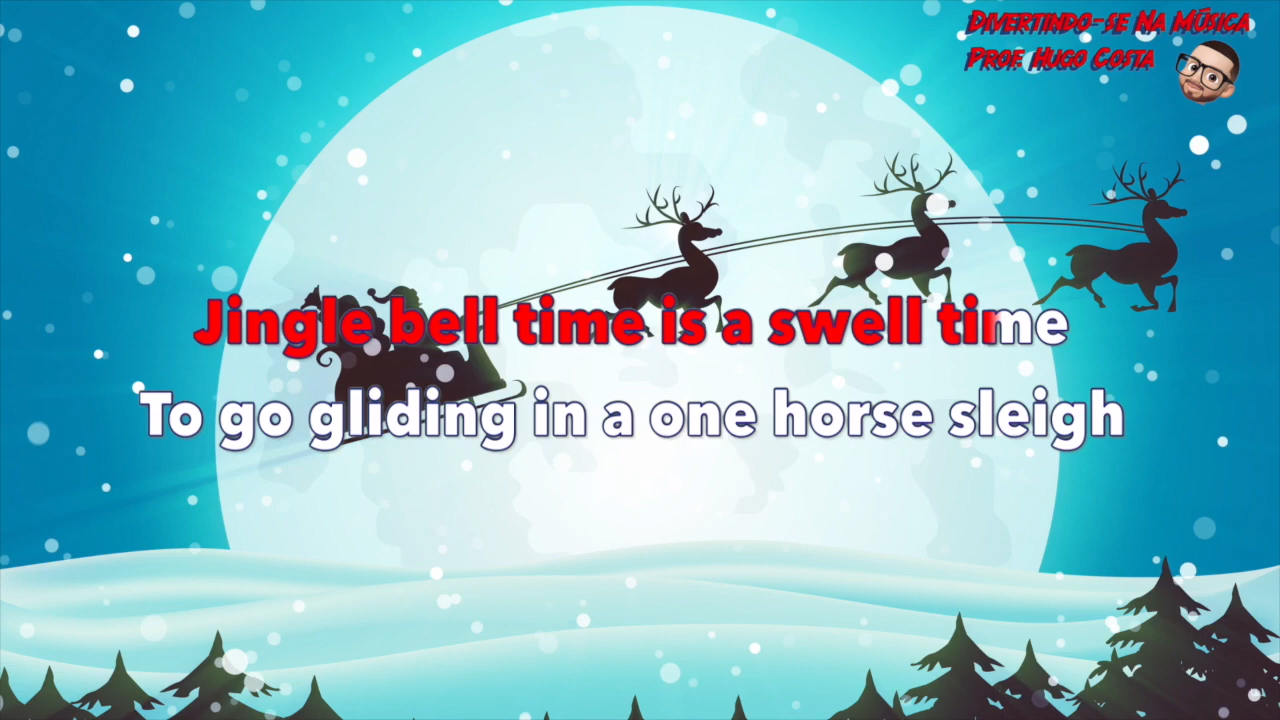 Divertindo-se Na Música
Prof. Hugo Costa
Jingle bell time is a swell time
To go gliding in a one horse sleigh